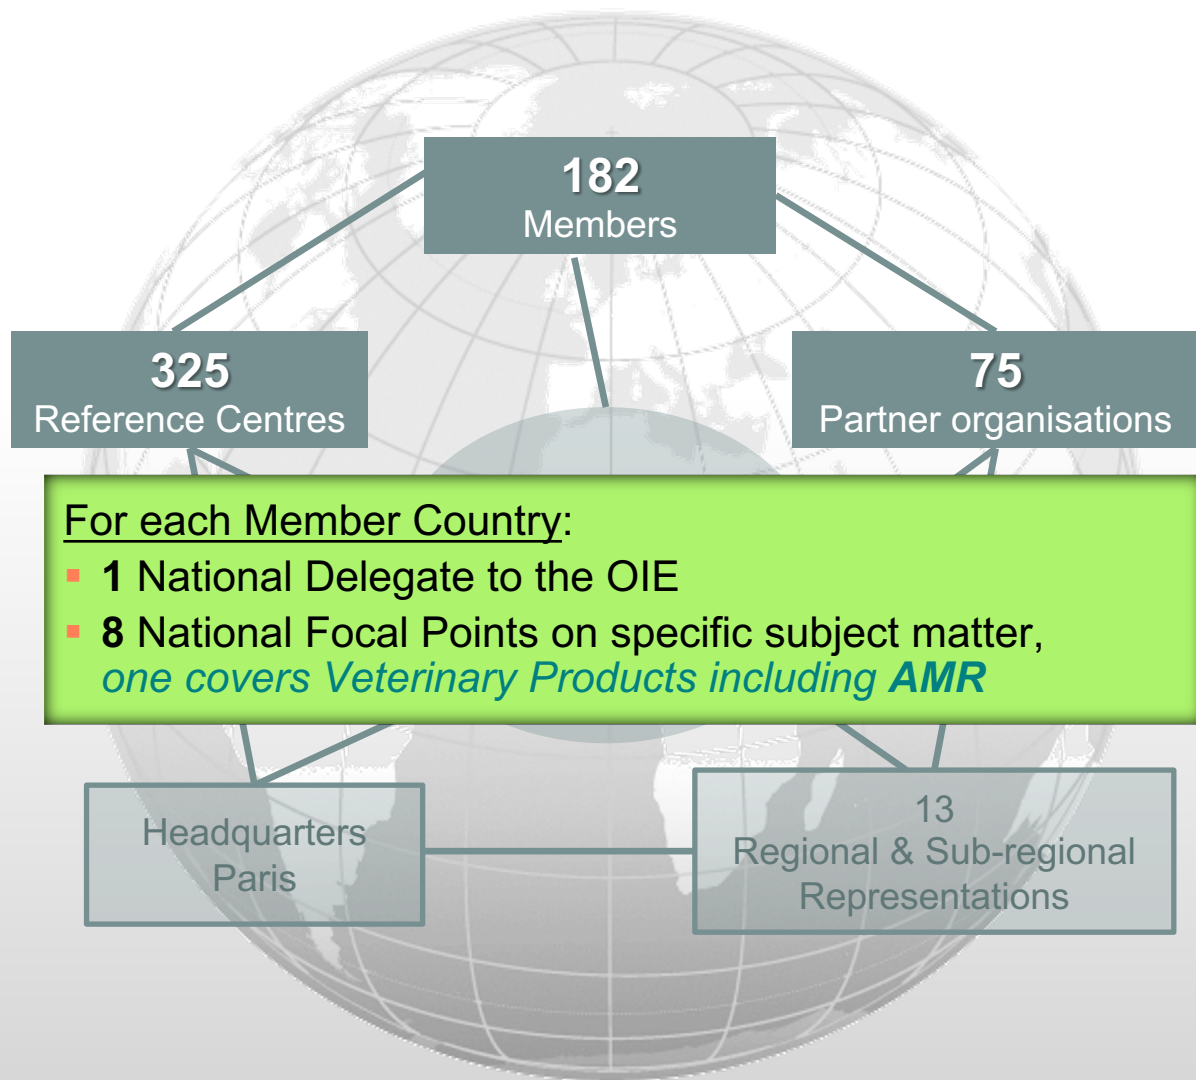 182
Members
325
Reference Centres
75
Partner organisations
For each Member Country:
▪ 1 National Delegate to the OIE
▪ 8 National Focal Points on specific subject matter,
one covers Veterinary Products including AMR
Headquarters
Paris
13
Regional & Sub-regional
Representations